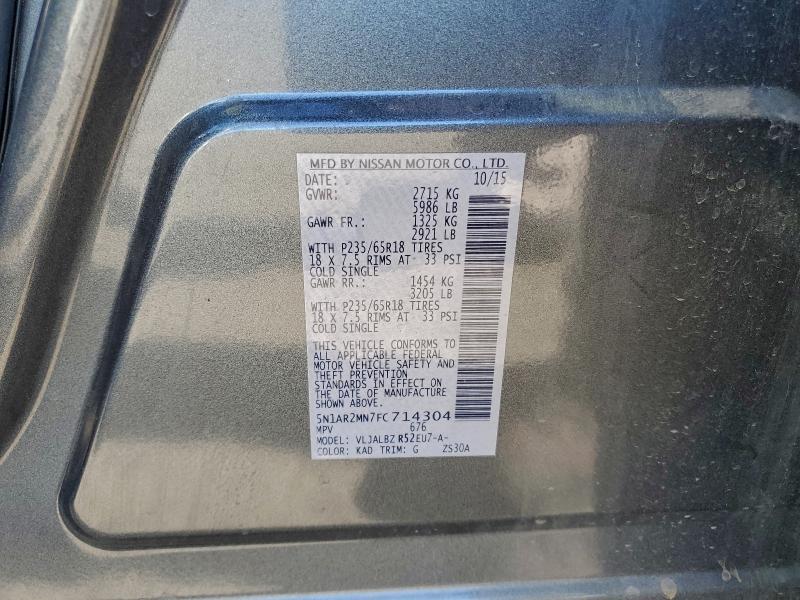 MFD BY NISSAN MOTOR CO., LTD.
DATE: 10/15
GVWR: 2715 KG
5986 LB
GAWR FR.: 1325 KG
2921 LB
WITH P235/65R18 TIRES
18 X 7.5 RIMS AT 33 PSI
COLD SINGLE
GAWR RR.: 1454 KG
3205 LB
WITH P235/65R18 TIRES
18 X 7.5 RIMS AT 33 PSI
COLD SINGLE
THIS VEHICLE CONFORMS TO
ALL APPLICABLE FEDERAL
MOTOR VEHICLE SAFETY AND
THEFT PREVENTION
STANDARDS IN EFFECT ON
THE DATE OF MANUFACTURE
SHOWN ABOVE.
5N1AR2MN7FC714304
MPV 676
MODEL: VLJALBZ R52EU7-A-
COLOR: KAD TRIM: G ZS30A